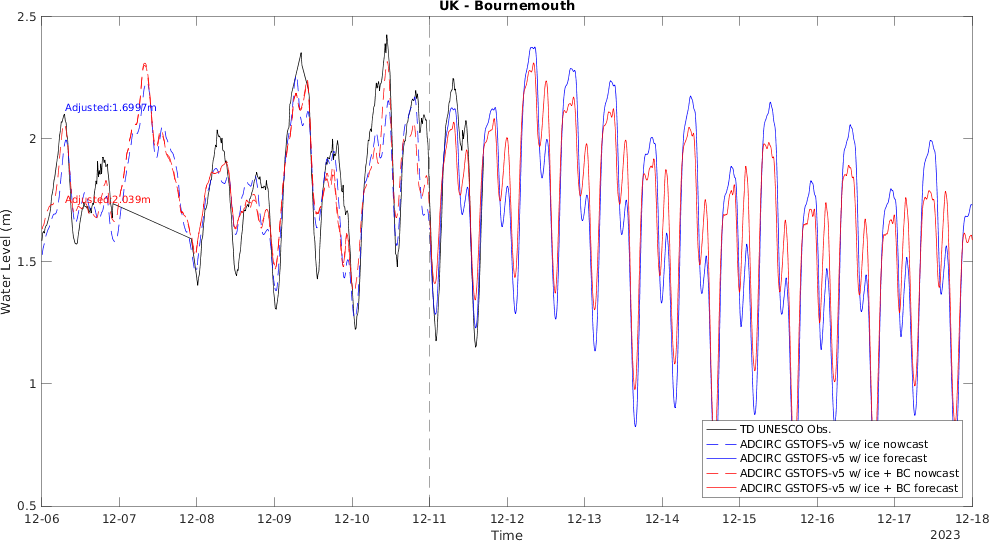 UK - Bournemouth
2.5
2
1.5
1
0.5
Water Level (m)
Adjusted:1.6997m
Adjusted:2.039m
TD UNESCO Obs.
ADCIRC GSTOFS-v5 w/ ice nowcast
ADCIRC GSTOFS-v5 w/ ice forecast
ADCIRC GSTOFS-v5 w/ ice + BC nowcast
ADCIRC GSTOFS-v5 w/ ice + BC forecast
12-06 12-07 12-08 12-09 12-10 12-11 12-12 12-13 12-14 12-15 12-16 12-17 12-18
Time
2023